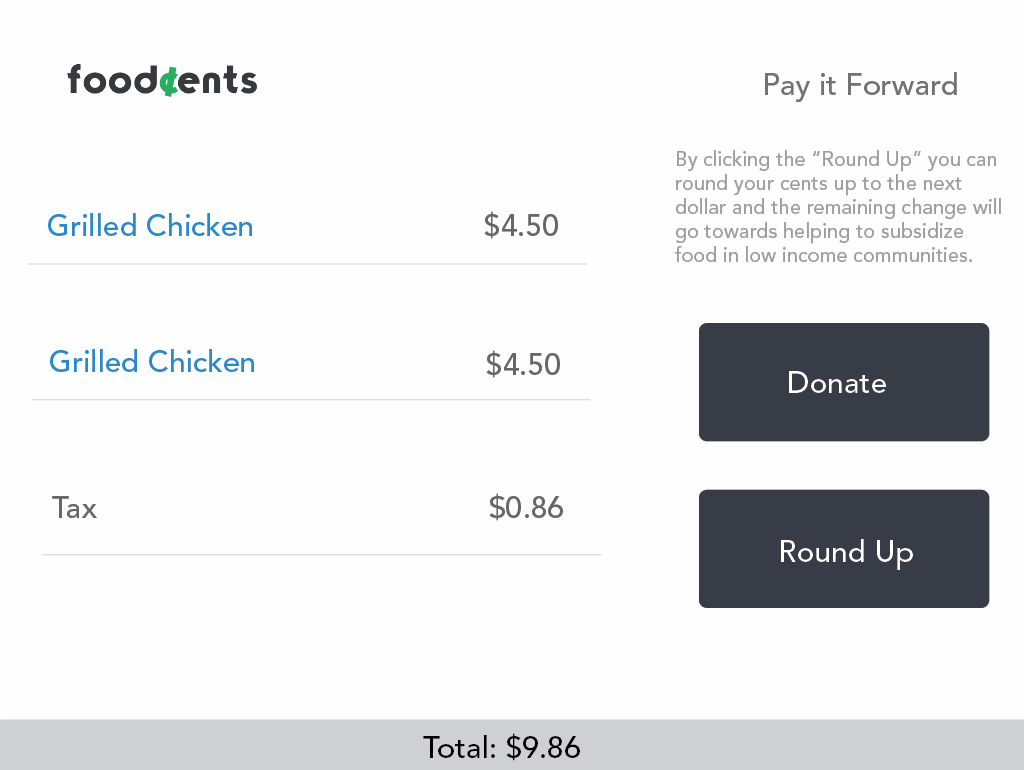 food¢ents
Pay it Forward
By clicking the “Round Up” you can
round your cents up to the next
dollar and the remaining change will
go towards helping to subsidize
food in low income communities.
Grilled Chicken $4.50
Grilled Chicken $4.50
Tax $0.86
Donate
Round Up
Total: $9.86